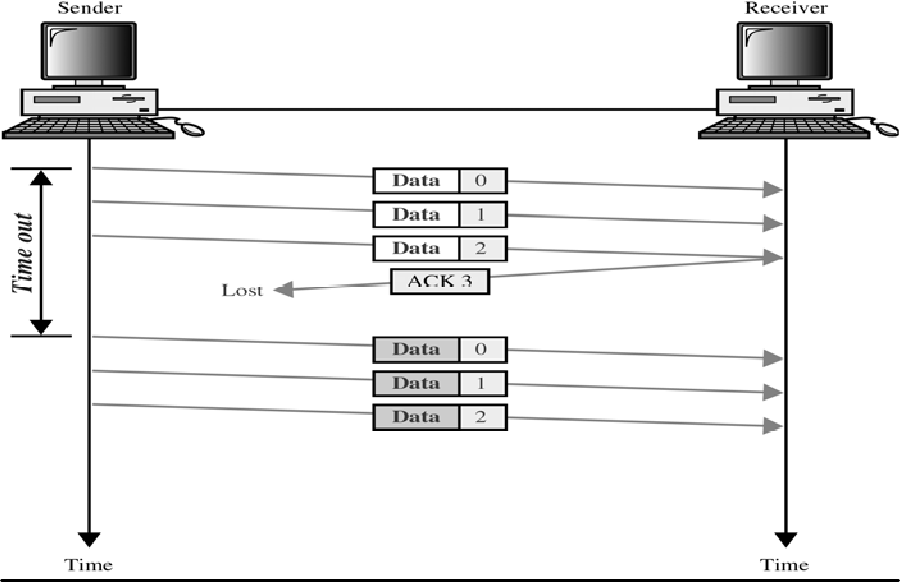 Sender Receiver
Data 0
Data 1
Data 2
ACK 3
Lost
Time out
Data 0
Data 1
Data 2
Time Time